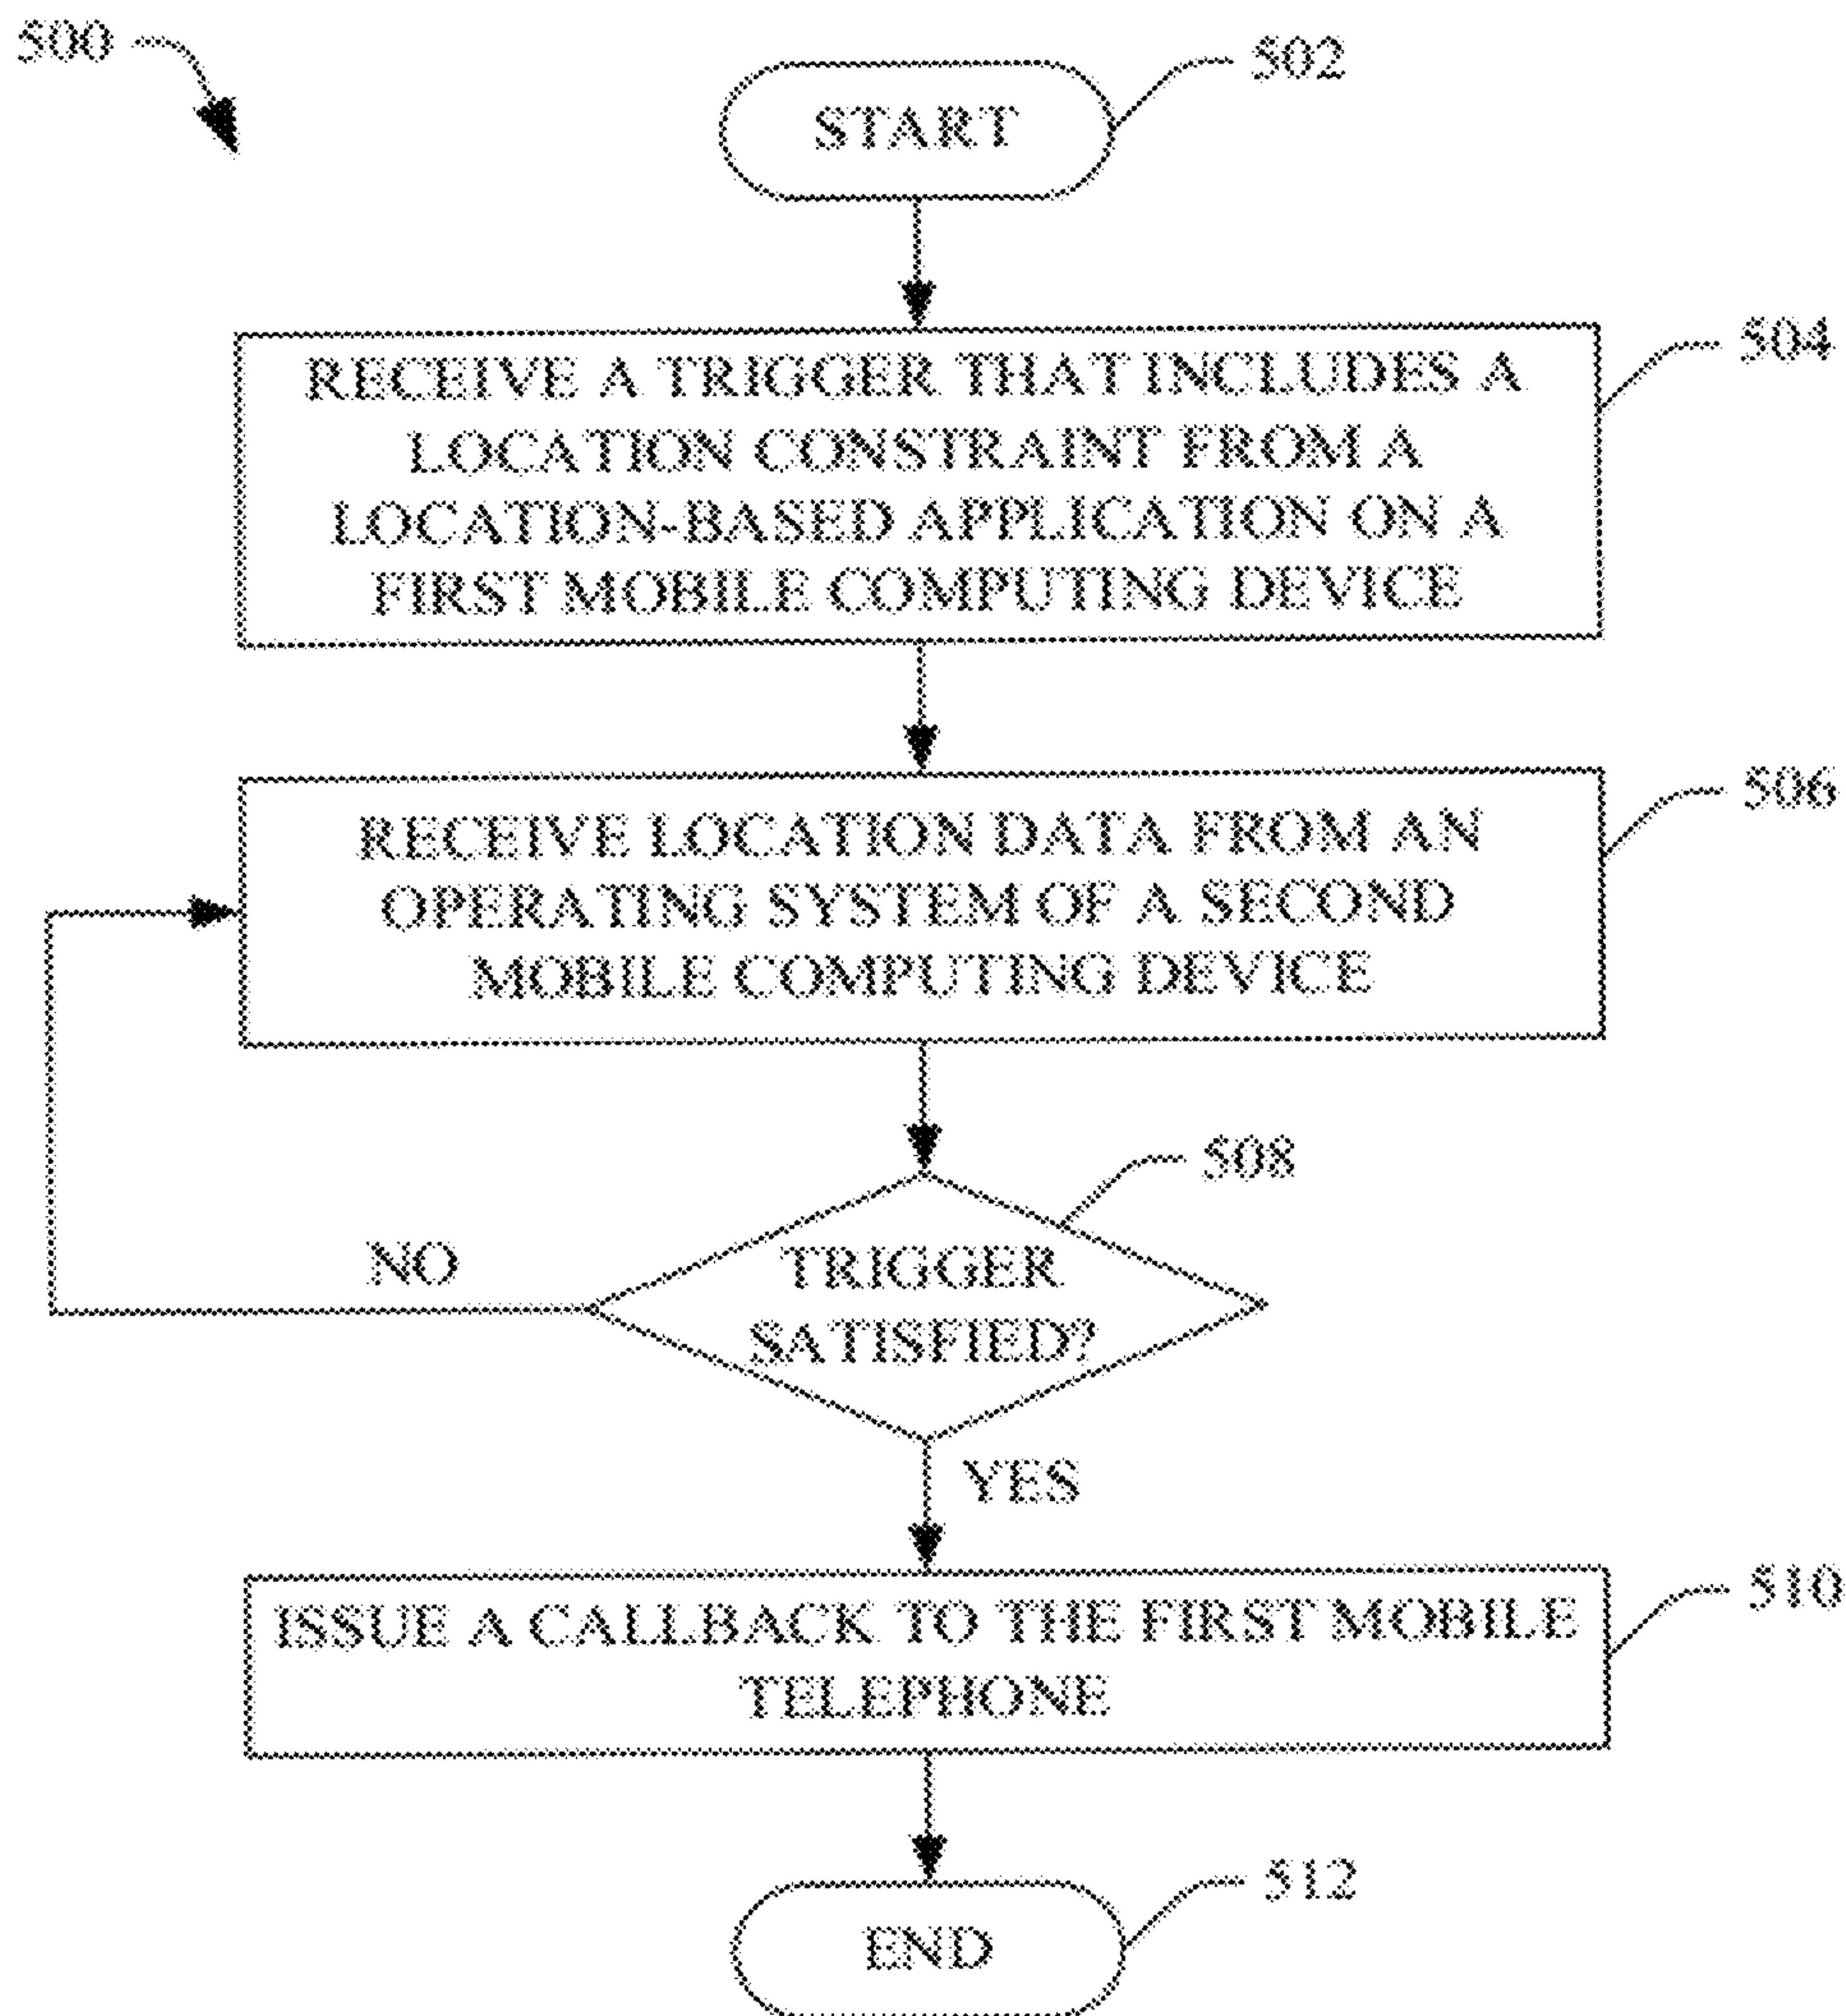 500
502
START
504
RECEIVE A TRIGGER THAT INCLUDES A
LOCATION CONSTRAINT FROM A
LOCATION-BASED APPLICATION ON A
FIRST MOBILE COMPUTING DEVICE
506
RECEIVE LOCATION DATA FROM AN
OPERATING SYSTEM OF A SECOND
MOBILE COMPUTING DEVICE
508
TRIGGER
SATISFIED?
NO
YES
510
ISSUE A CALLBACK TO THE FIRST MOBILE
TELEPHONE
512
END